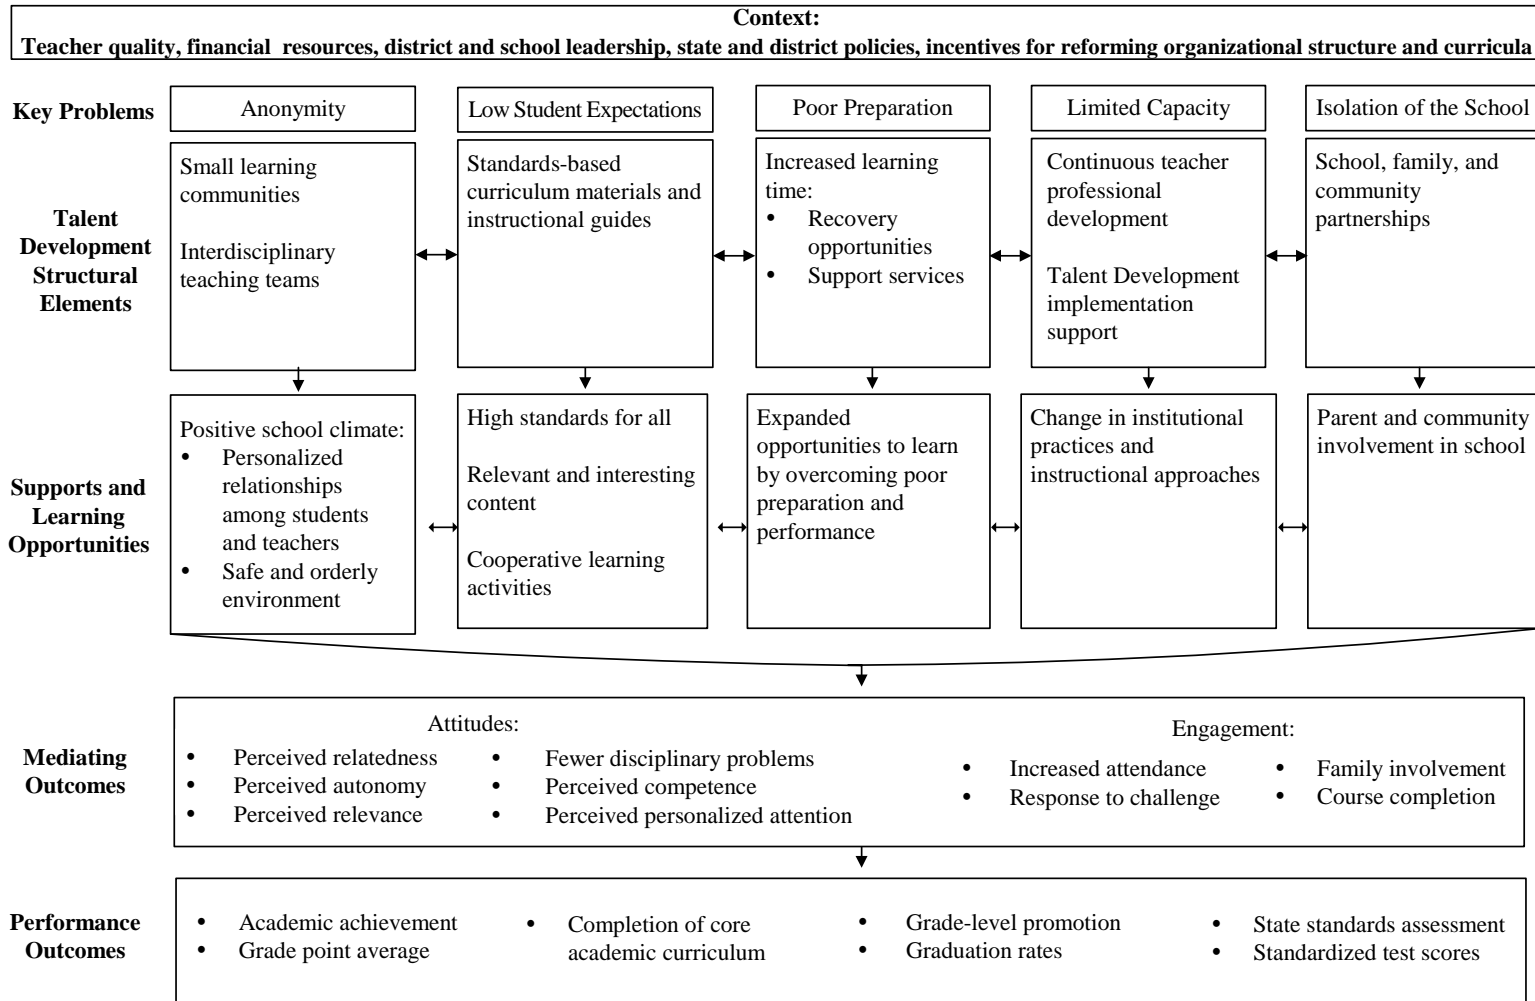 Context:
Teacher quality, financial resources, district and school leadership, state and district policies, incentives for reforming organizational structure and curricula
Key Problems
Anonymity
Low Student Expectations
Poor Preparation
Limited Capacity
Isolation of the School
Talent
Development
Structural
Elements
Small learning
communities
Interdisciplinary
teaching teams
Standards-based
curriculum materials and
instructional guides
Increased learning
time:
• Recovery
opportunities
• Support services
Continuous teacher
professional
development
Talent Development
implementation
support
School, family, and
community
partnerships
Supports and
Learning
Opportunities
Positive school climate:
• Personalized
relationships
among students
and teachers
• Safe and orderly
environment
High standards for all
Relevant and interesting
content
Cooperative learning
activities
Expanded
opportunities to learn
by overcoming poor
preparation and
performance
Change in institutional
practices and
instructional approaches
Parent and community
involvement in school
Mediating
Outcomes
Attitudes:
• Perceived relatedness
• Perceived autonomy
• Perceived relevance
• Fewer disciplinary problems
• Perceived competence
• Perceived personalized attention
Engagement:
• Increased attendance
• Response to challenge
• Family involvement
• Course completion
Performance
Outcomes
• Academic achievement
• Grade point average
• Completion of core
academic curriculum
• Grade-level promotion
• Graduation rates
• State standards assessment
• Standardized test scores